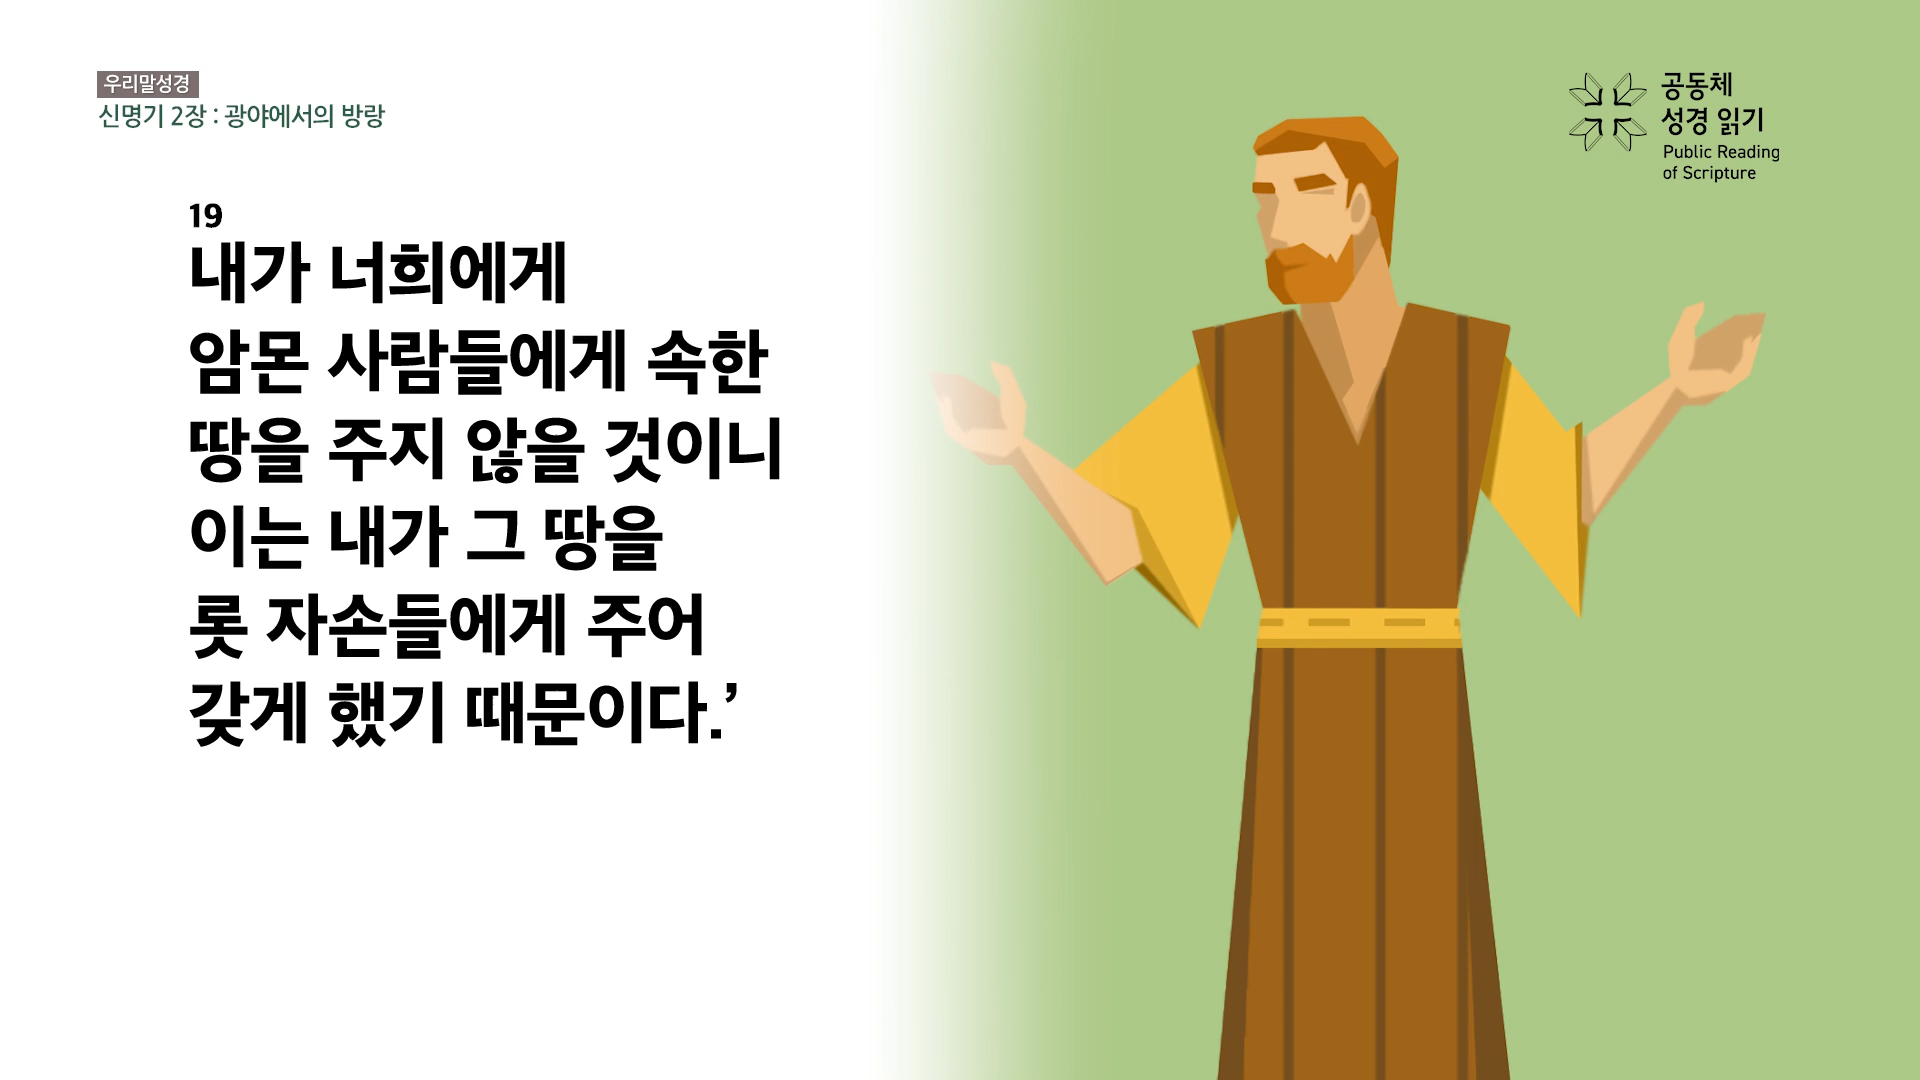 우리말성경
신명기 2장 : 광야에서의 방랑
공동체
성경 읽기
Public Reading
of Scripture
19
내가 너희에게
암몬 사람들에게 속한
땅을 주지 않을 것이니
이는 내가 그 땅을
롯 자손들에게 주어
갖게 했기 때문이다.’